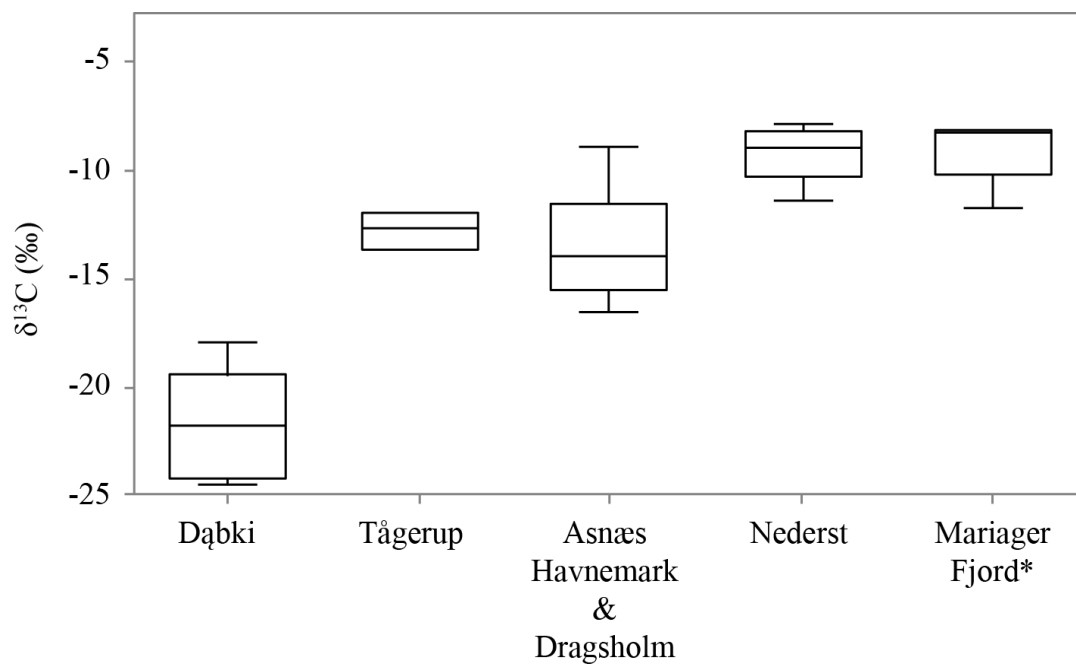 -5
-10
-15
-20
-25
δ¹³C (‰)
Dąbki
Tågerup
Asnæs
Havnemark
&
Dragsholm
Nederst
Mariager
Fjord*